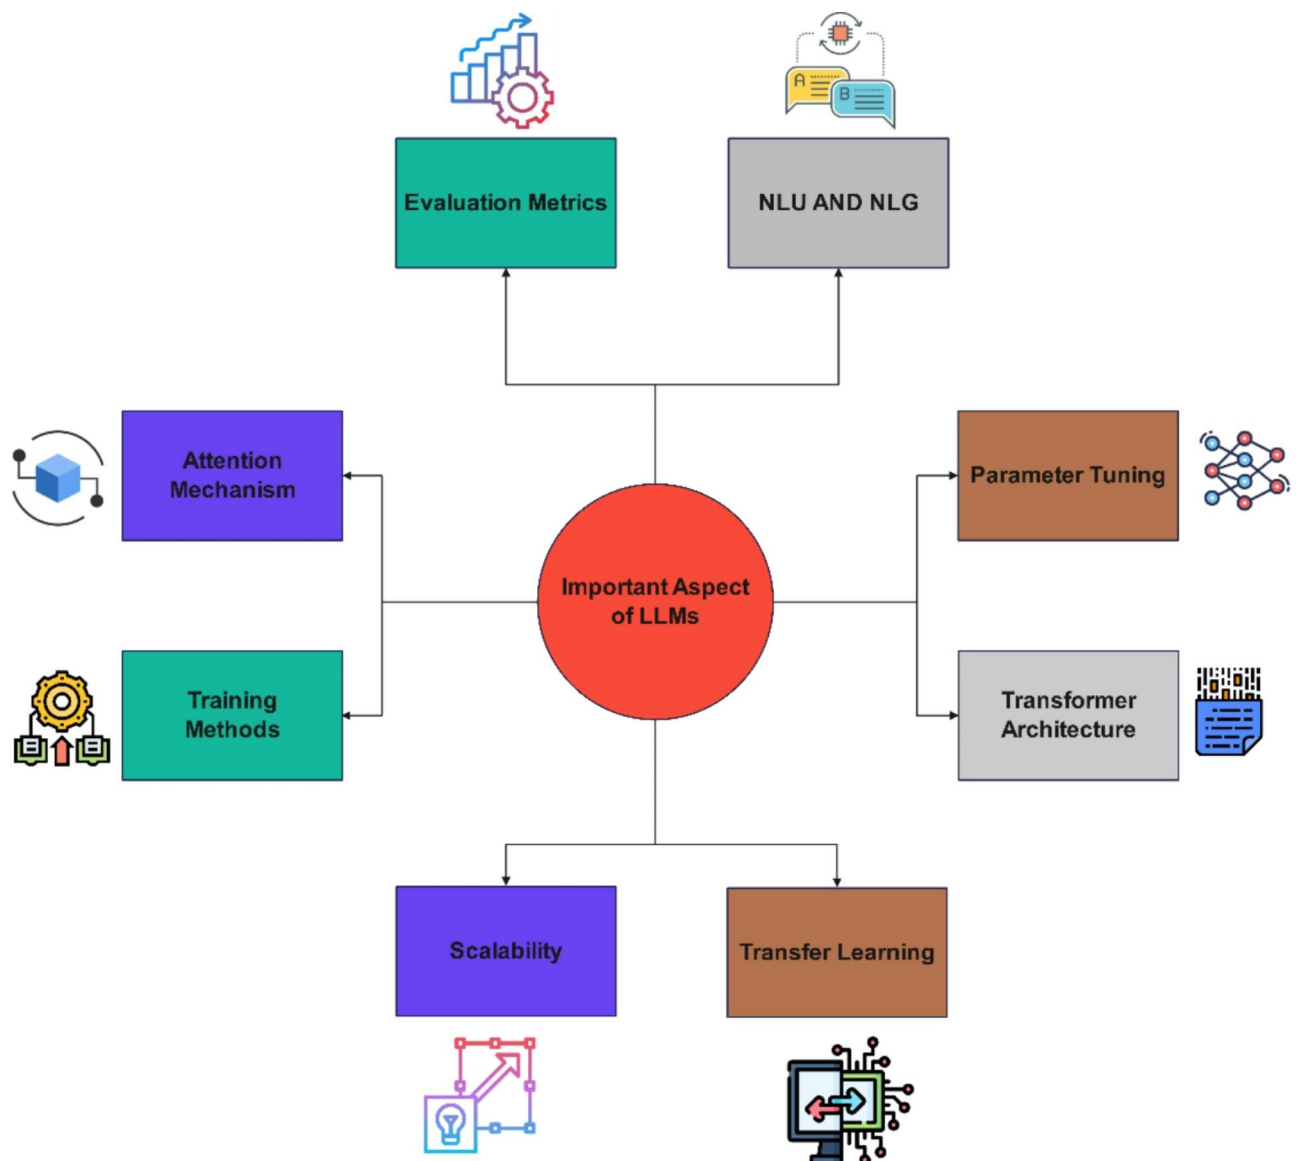 A
B
Evaluation Metrics
NLU AND NLG
Attention
Mechanism
Parameter Tuning
Important Aspect
of LLMs
Training
Methods
Transformer
Architecture
Scalability
Transfer Learning